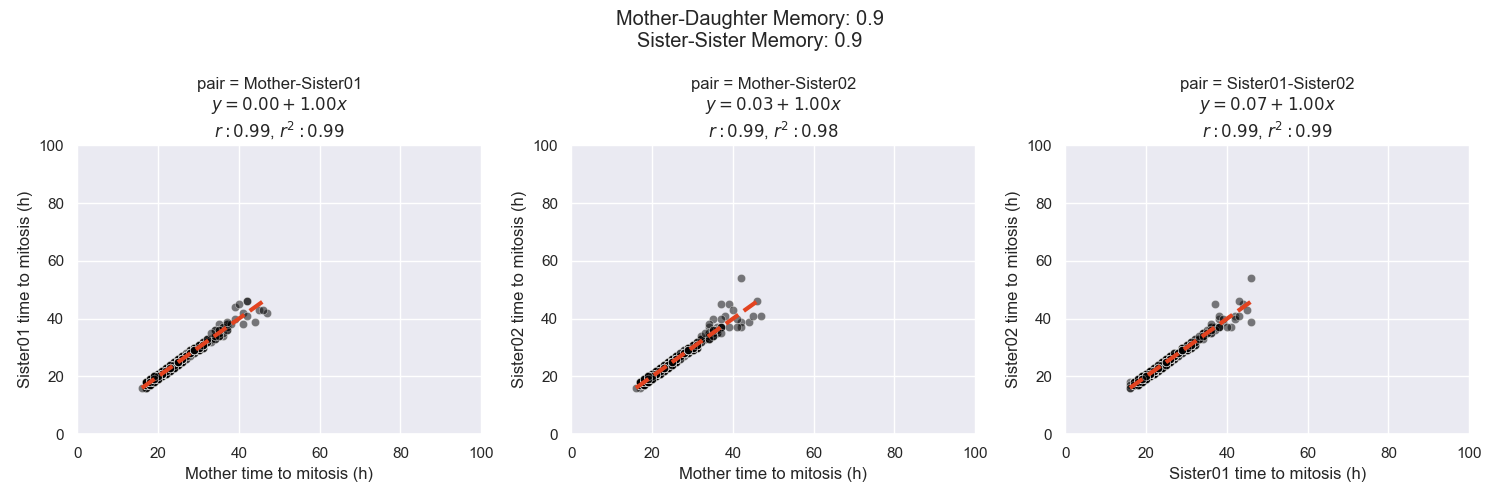 Mother-Daughter Memory: 0.9
Sister-Sister Memory: 0.9
pair = Mother-Sister01
y = 0.00 + 1.00x
r : 0.99, r² : 0.99
100
80
60
40
20
0
Sister01 time to mitosis (h)
0 20 40 60 80 100
Mother time to mitosis (h)
pair = Mother-Sister02
y = 0.03 + 1.00x
r : 0.99, r² : 0.98
100
80
60
40
20
0
Sister02 time to mitosis (h)
0 20 40 60 80 100
Mother time to mitosis (h)
pair = Sister01-Sister02
y = 0.07 + 1.00x
r : 0.99, r² : 0.99
100
80
60
40
20
0
Sister02 time to mitosis (h)
0 20 40 60 80 100
Sister01 time to mitosis (h)